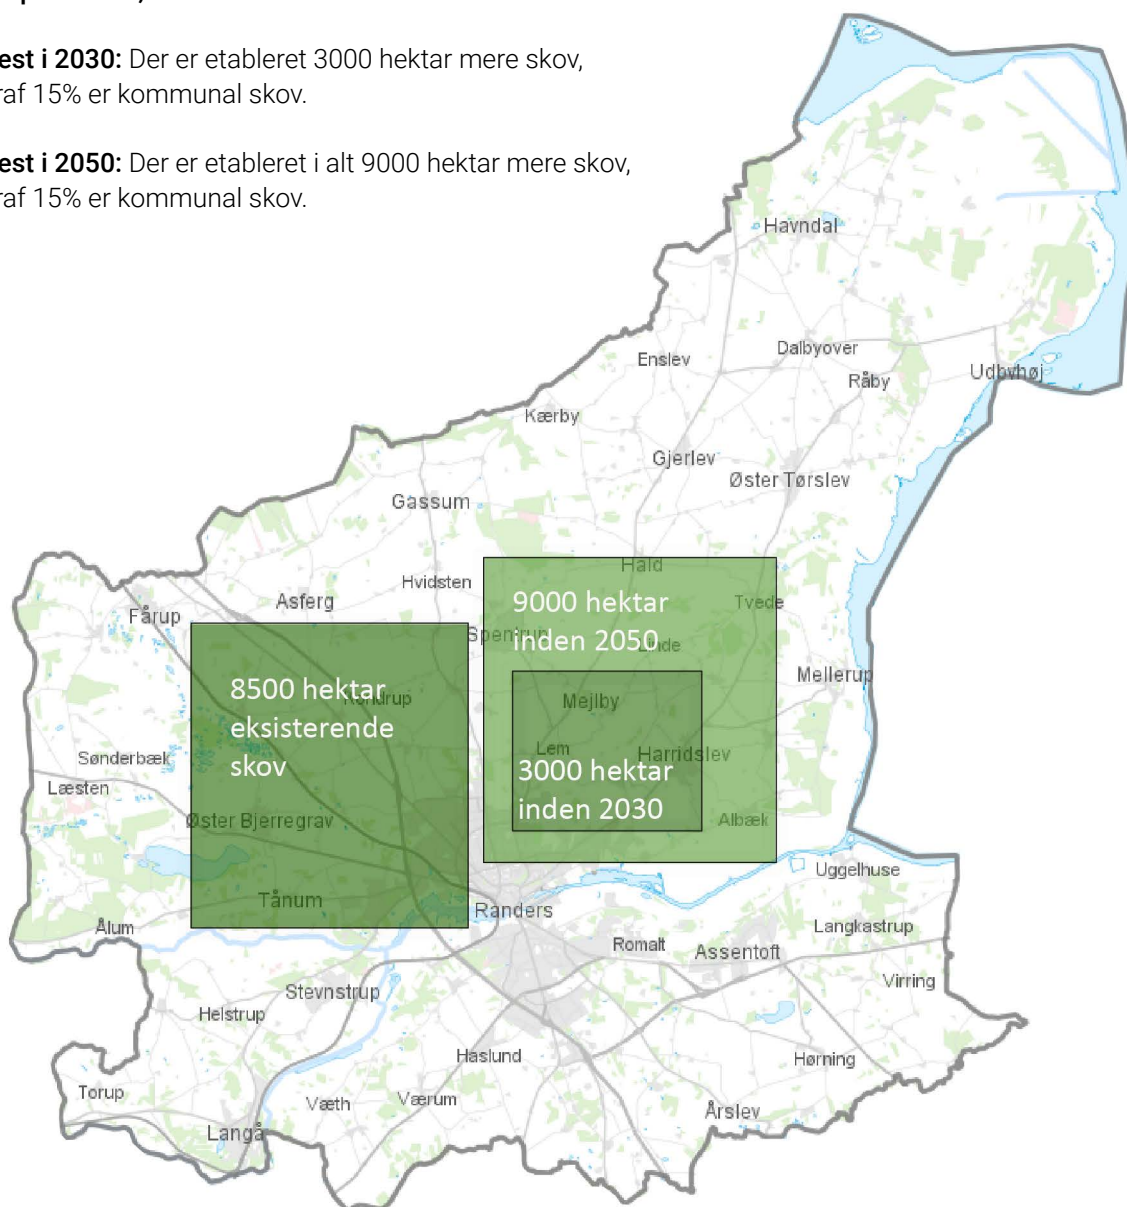 est i 2030: Der er etableret 3000 hektar mere skov,
raf 15% er kommunal skov.
est i 2050: Der er etableret i alt 9000 hektar mere skov,
raf 15% er kommunal skov.
Havndal
Dalbyover
Enslev
Råby
Udbyhøj
Kærby
Gjerlev
Øster Tørslev
Gassum
Hald
Hvidsten
Asferg
Fårup
9000 hektar
inden 2050
Tvede
Spentrup
Linde
Mellerup
8500 hektar
eksisterende
skov
Rondrup
Mejlby
Lem
Harridslev
3000 hektar
inden 2030
Sønderbæk
Læsten
Øster Bjerregrav
Albæk
Uggelhuse
Tånum
Randers
Ålum
Langkastrup
Romalt
Assentoft
Virring
Stevnstrup
Helstrup
Haslund
Hørning
Torup
Væth
Værum
Årslev
Langå